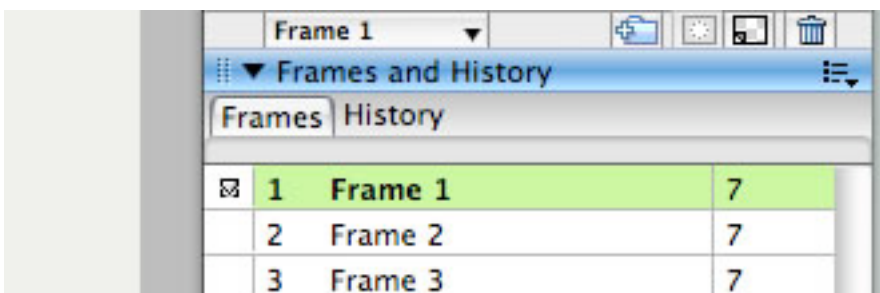 Frame 1
Frames and History
Frames History
1 Frame 1 7
2 Frame 2 7
3 Frame 3 7